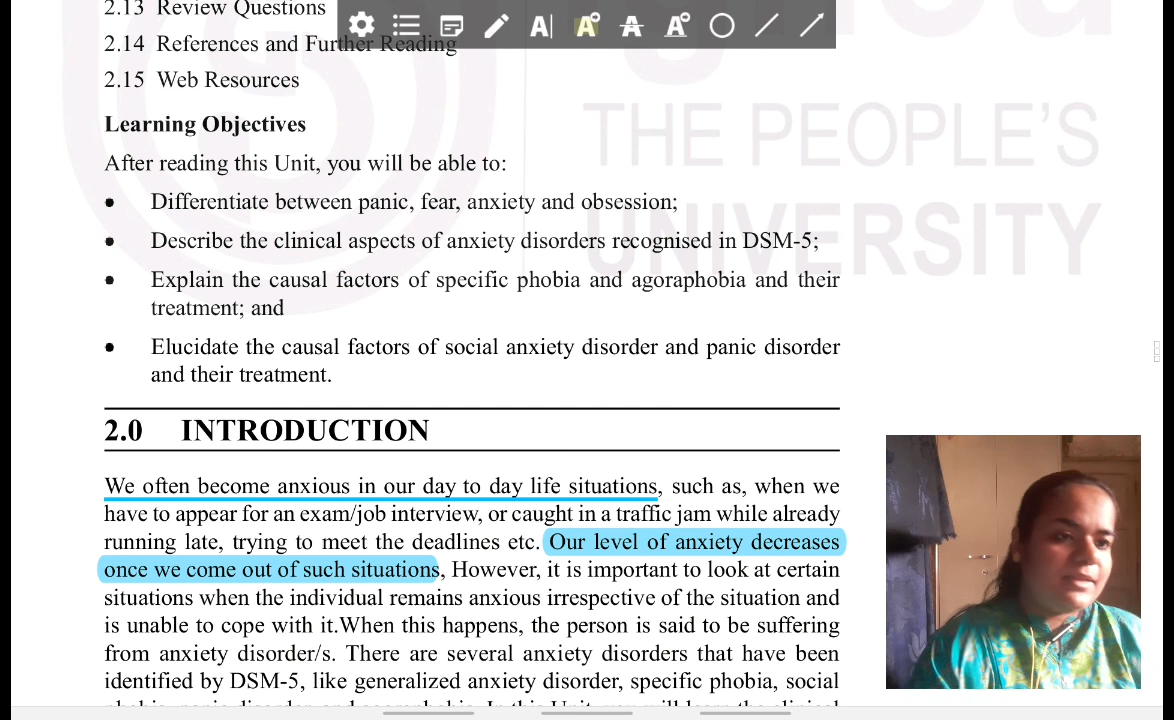 2.13 Review Questions
2.14 References and Further Reading
2.15 Web Resources
Learning Objectives
After reading this Unit, you will be able to:
• Differentiate between panic, fear, anxiety and obsession;
• Describe the clinical aspects of anxiety disorders recognised in DSM-5;
• Explain the causal factors of specific phobia and agoraphobia and their
treatment; and
• Elucidate the causal factors of social anxiety disorder and panic disorder
and their treatment.
2.0 INTRODUCTION
We often become anxious in our day to day life situations, such as, when we
have to appear for an exam/job interview, or caught in a traffic jam while already
running late, trying to meet the deadlines etc. Our level of anxiety decreases
once we come out of such situations, However, it is important to look at certain
situations when the individual remains anxious irrespective of the situation and
is unable to cope with it.When this happens, the person is said to be suffering
from anxiety disorder/s. There are several anxiety disorders that have been
identified by DSM-5, like generalized anxiety disorder, specific phobia, social
THE PEOPLE'S
UNIVERSITY